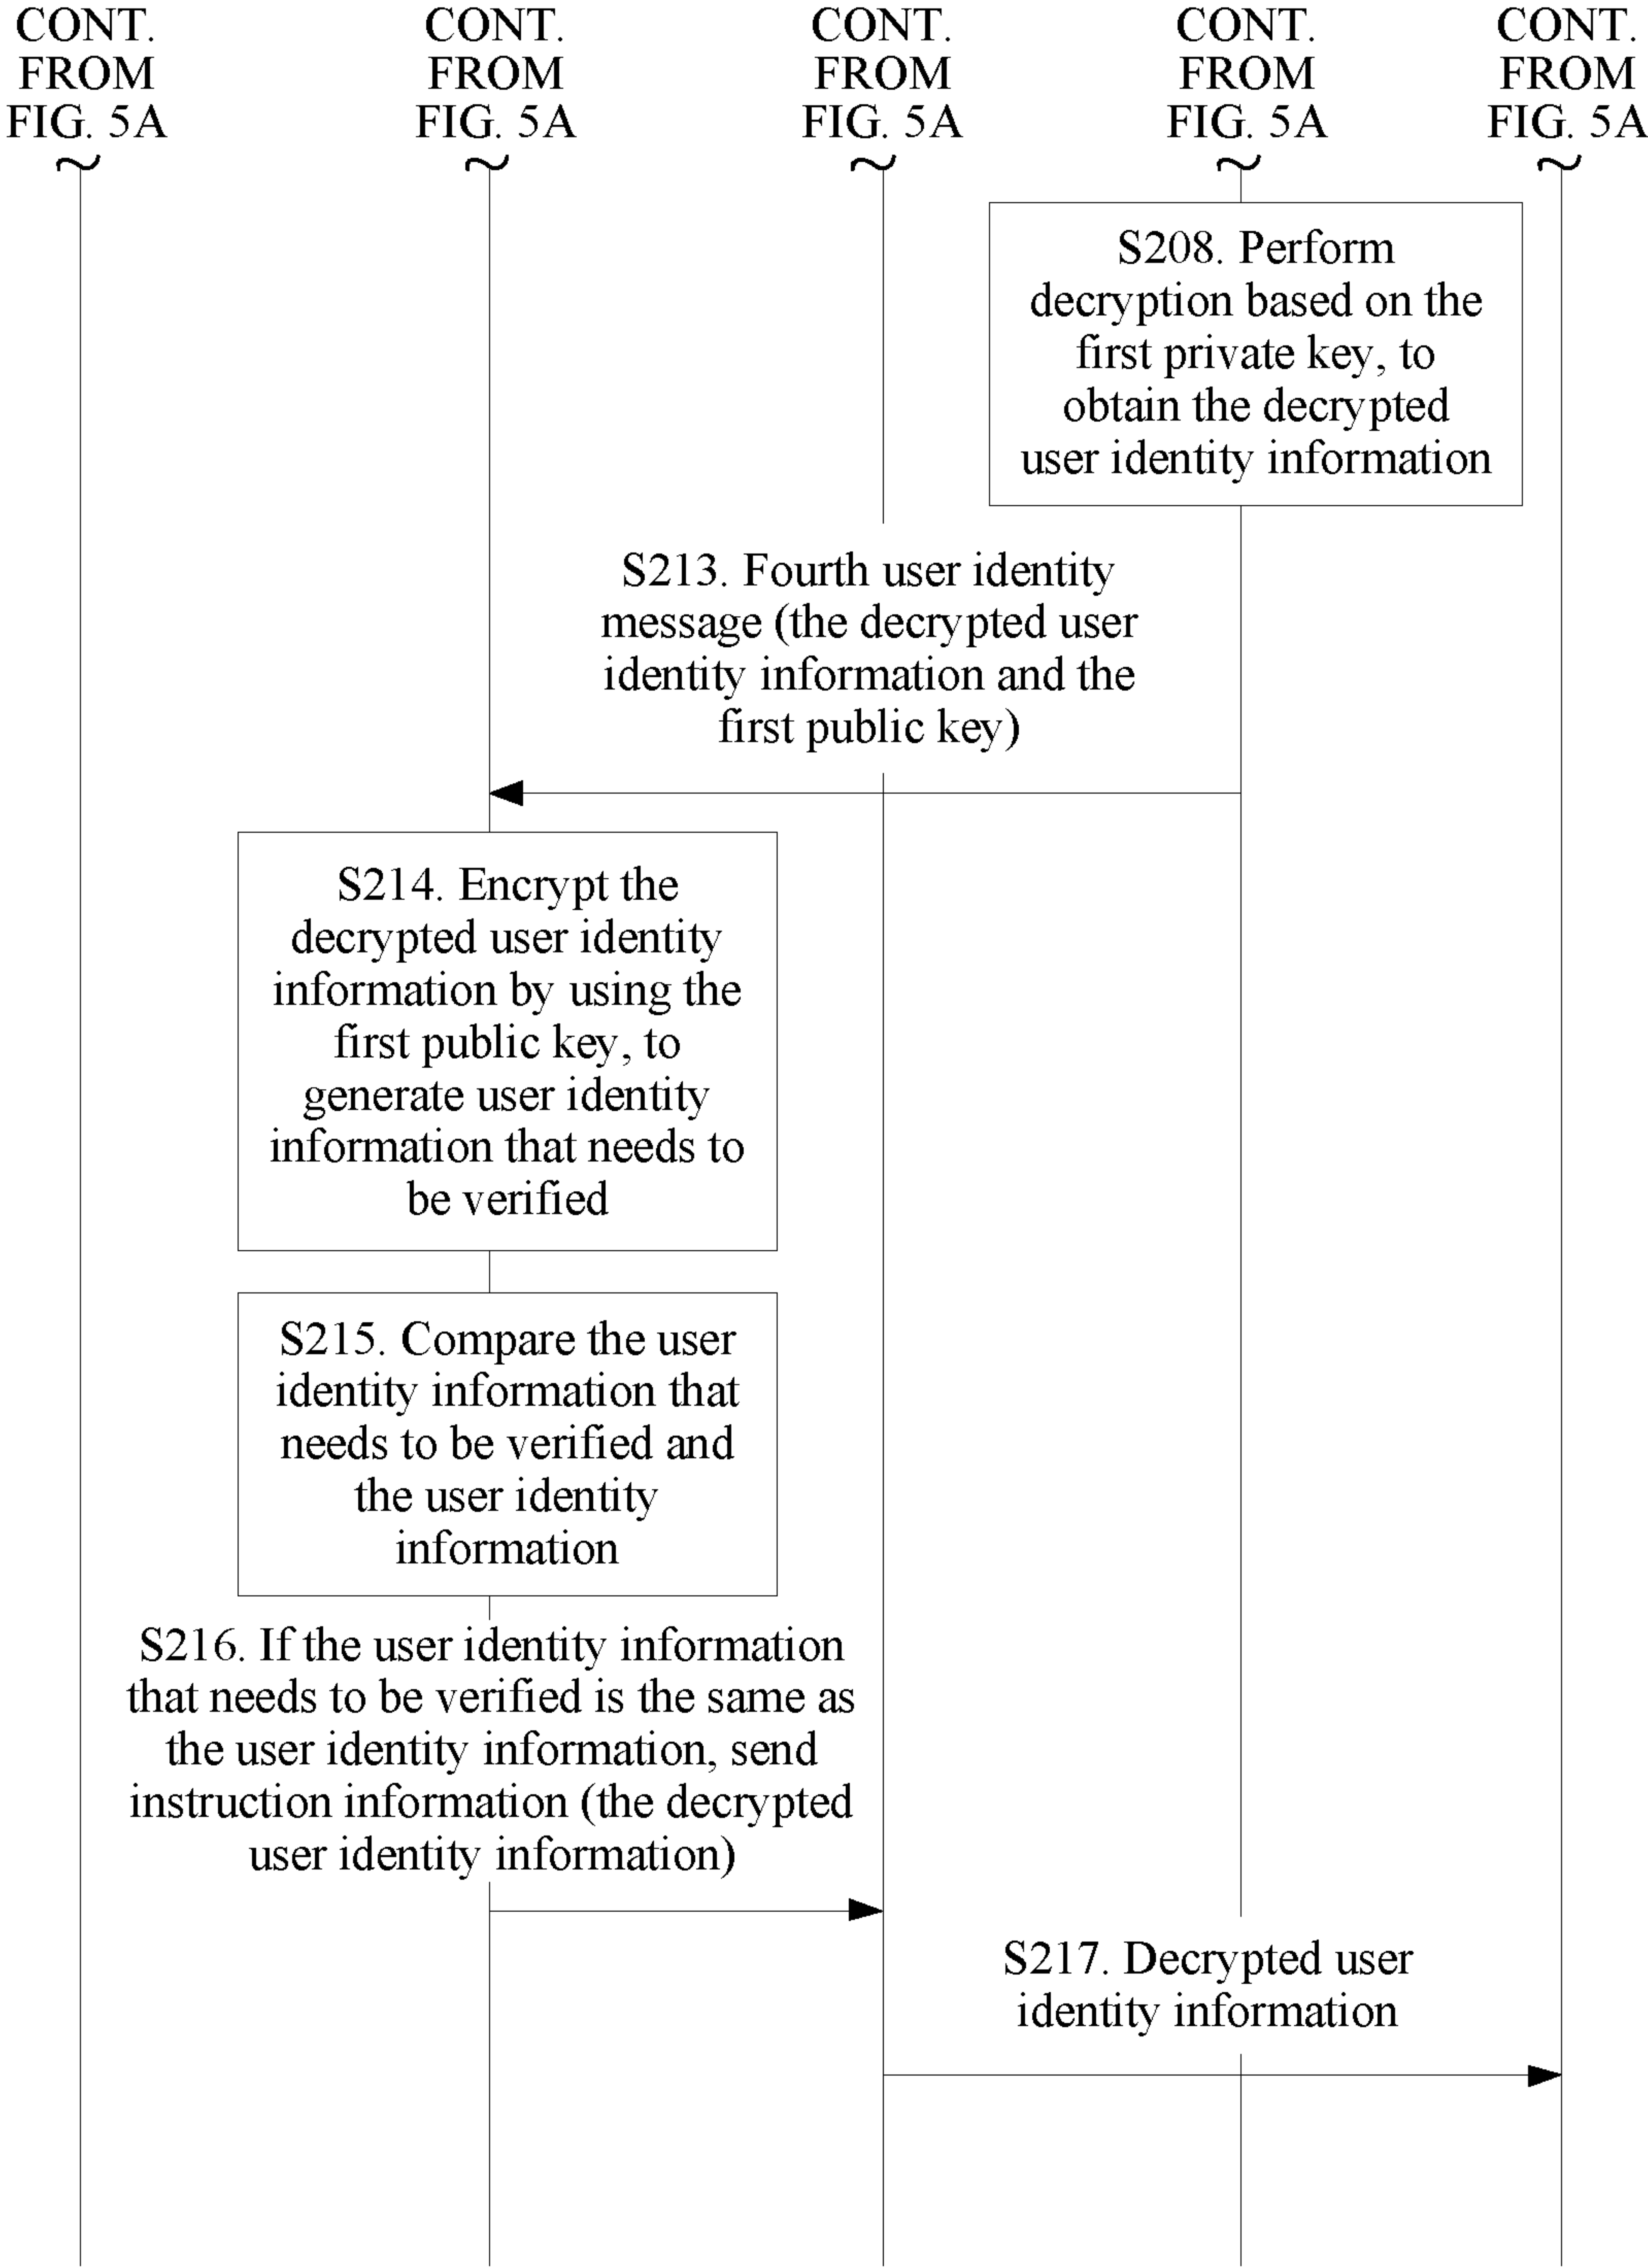 CONT.
FROM
FIG. 5A
CONT.
FROM
FIG. 5A
CONT.
FROM
FIG. 5A
CONT.
FROM
FIG. 5A
CONT.
FROM
FIG. 5A
S208. Perform
decryption based on the
first private key, to
obtain the decrypted
user identity information
S213. Fourth user identity
message (the decrypted user
identity information and the
first public key)
S214. Encrypt the
decrypted user identity
information by using the
first public key, to
generate user identity
information that needs to
be verified
S215. Compare the user
identity information that
needs to be verified and
the user identity
information
S216. If the user identity information
that needs to be verified is the same as
the user identity information, send
instruction information (the decrypted
user identity information)
S217. Decrypted user
identity information